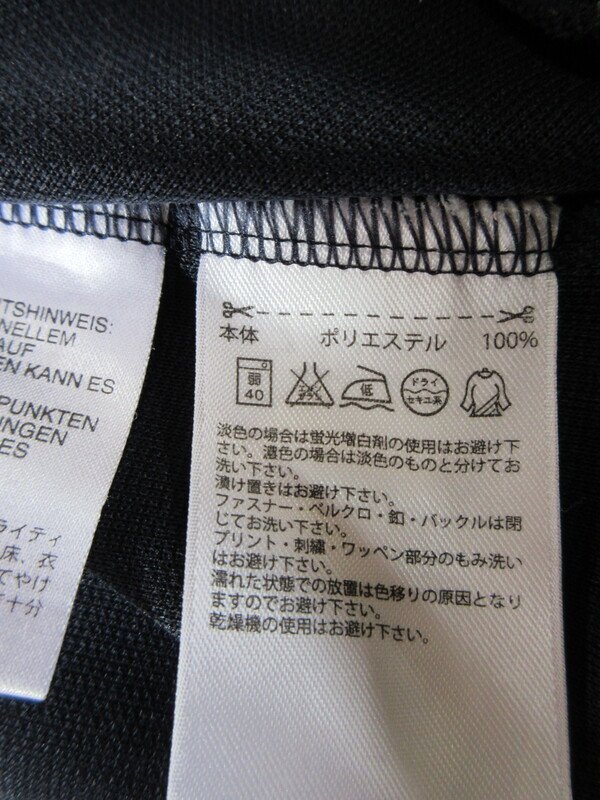 TSHINWEIS:
NELLEM
AUF
EN KANN ES
PUNKTEN
INGEN
ES
ライティ
床、衣
てやけ
十分
本体 ポリエステル 100%
弱
40
エンソ
サラシ
低
ドライ
セキユ系
淡色の場合は蛍光増白剤の使用はお避け下
さい。濃色の場合は淡色のものと分けてお
洗い下さい。
漬け置きはお避け下さい。
ファスナー・ベルクロ・釦・バックルは閉
じてお洗い下さい。
プリント・刺繍・ワッペン部分のもみ洗い
はお避け下さい。
濡れた状態での放置は色移りの原因となり
ますのでお避け下さい。
乾燥機の使用はお避け下さい。